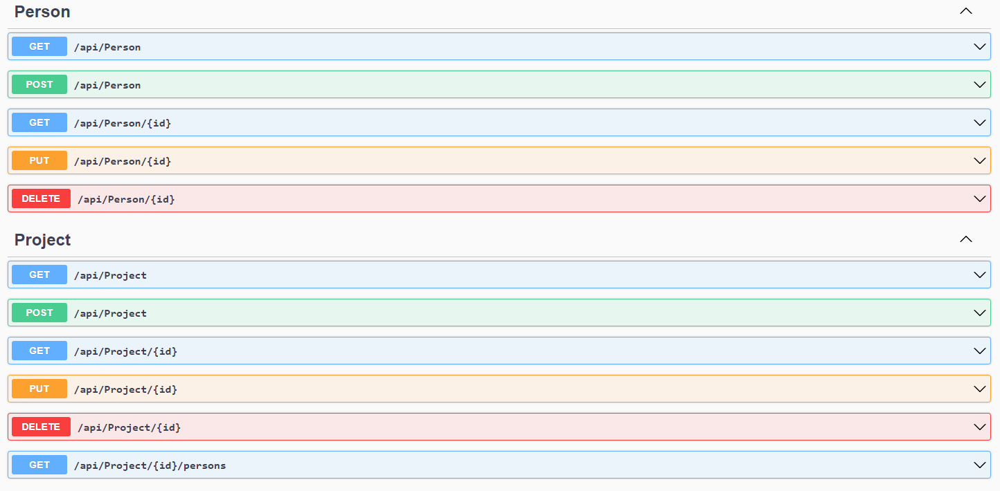 Person
GET /api/Person
POST /api/Person
GET /api/Person/{id}
PUT /api/Person/{id}
DELETE /api/Person/{id}
Project
GET /api/Project
POST /api/Project
GET /api/Project/{id}
PUT /api/Project/{id}
DELETE /api/Project/{id}
GET /api/Project/{id}/persons